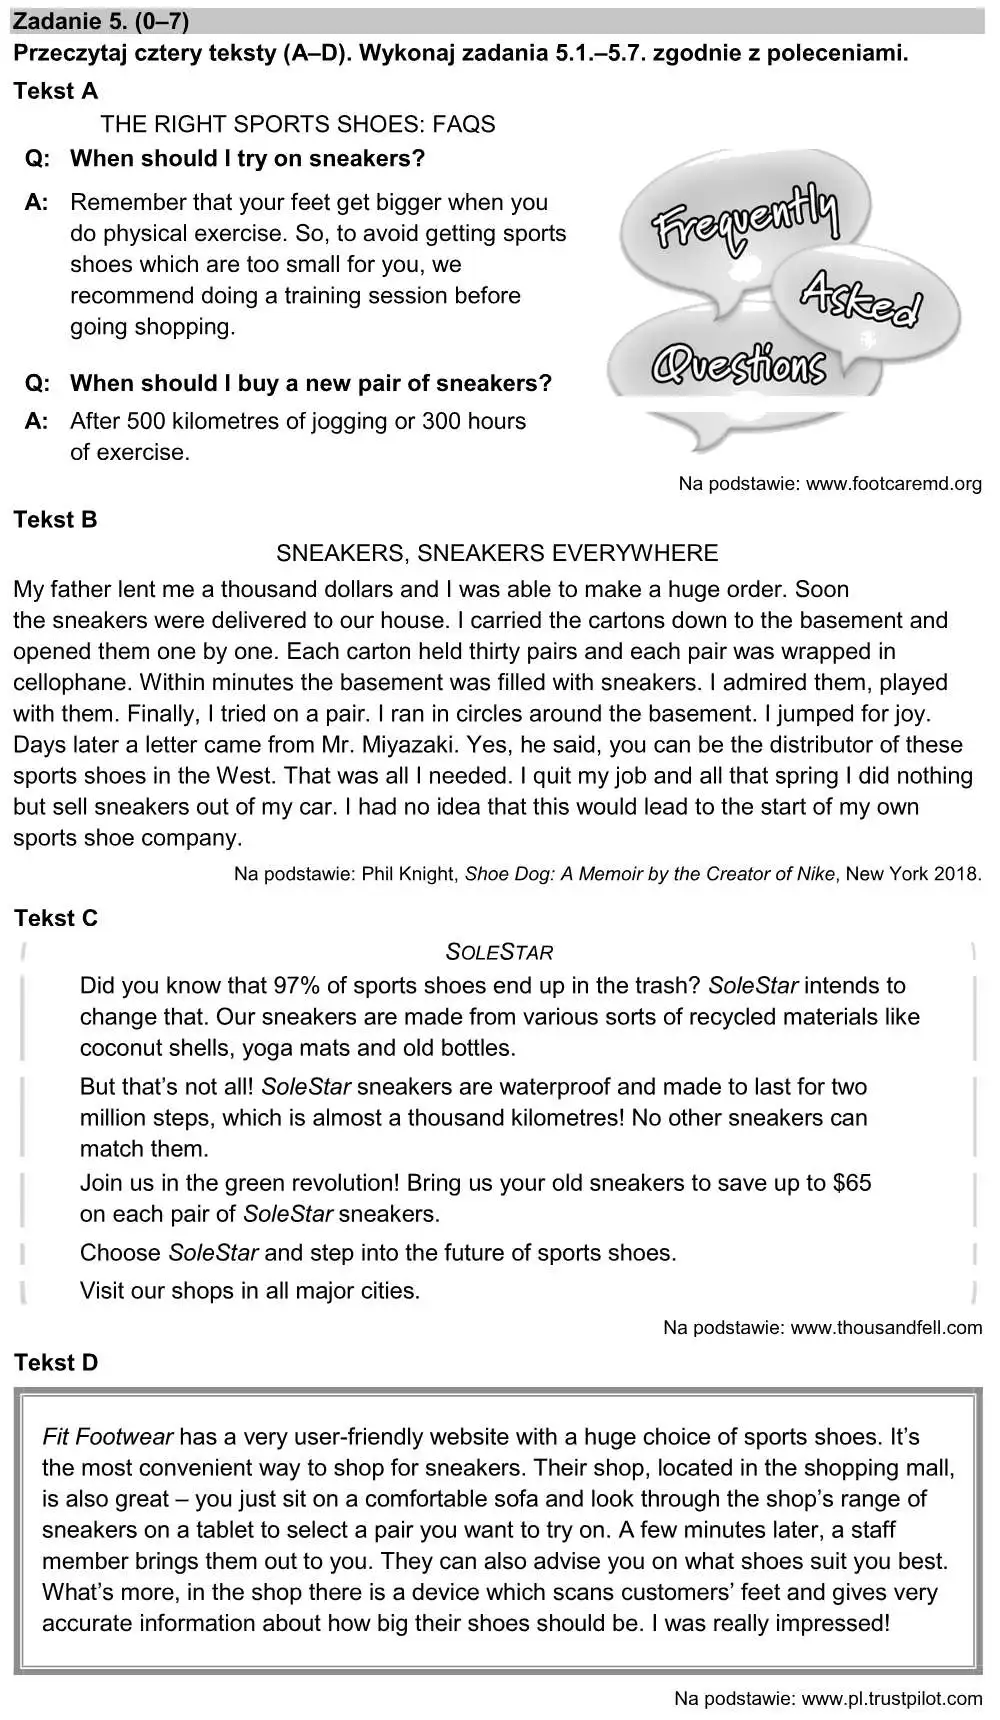 Zadanie 5. (0–7)
Przeczytaj cztery teksty (A–D). Wykonaj zadania 5.1.–5.7. zgodnie z poleceniami.
Tekst A
THE RIGHT SPORTS SHOES: FAQS
Q: When should I try on sneakers?
A: Remember that your feet get bigger when you
do physical exercise. So, to avoid getting sports
shoes which are too small for you, we
recommend doing a training session before
going shopping.
Q: When should I buy a new pair of sneakers?
A: After 500 kilometres of jogging or 300 hours
of exercise.
Frequently
Asked
Questions
Na podstawie: www.footcaremd.org
Tekst B
SNEAKERS, SNEAKERS EVERYWHERE
My father lent me a thousand dollars and I was able to make a huge order. Soon
the sneakers were delivered to our house. I carried the cartons down to the basement and
opened them one by one. Each carton held thirty pairs and each pair was wrapped in
cellophane. Within minutes the basement was filled with sneakers. I admired them, played
with them. Finally, I tried on a pair. I ran in circles around the basement. I jumped for joy.
Days later a letter came from Mr. Miyazaki. Yes, he said, you can be the distributor of these
sports shoes in the West. That was all I needed. I quit my job and all that spring I did nothing
but sell sneakers out of my car. I had no idea that this would lead to the start of my own
sports shoe company.
Na podstawie: Phil Knight, Shoe Dog: A Memoir by the Creator of Nike, New York 2018.
Tekst C
SOLESTAR
Did you know that 97% of sports shoes end up in the trash? SoleStar intends to
change that. Our sneakers are made from various sorts of recycled materials like
coconut shells, yoga mats and old bottles.
But that's not all! SoleStar sneakers are waterproof and made to last for two
million steps, which is almost a thousand kilometres! No other sneakers can
match them.
Join us in the green revolution! Bring us your old sneakers to save up to $65
on each pair of SoleStar sneakers.
Choose SoleStar and step into the future of sports shoes.
Visit our shops in all major cities.
Na podstawie: www.thousandfell.com
Tekst D
Fit Footwear has a very user-friendly website with a huge choice of sports shoes. It's
the most convenient way to shop for sneakers. Their shop, located in the shopping mall,
is also great – you just sit on a comfortable sofa and look through the shop's range of
sneakers on a tablet to select a pair you want to try on. A few minutes later, a staff
member brings them out to you. They can also advise you on what shoes suit you best.
What's more, in the shop there is a device which scans customers' feet and gives very
accurate information about how big their shoes should be. I was really impressed!
Na podstawie: www.pl.trustpilot.com